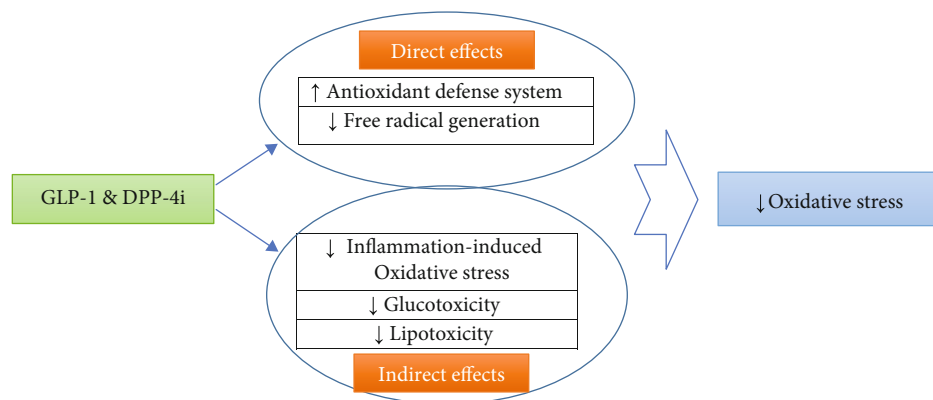 Direct effects
↑ Antioxidant defense system
↓ Free radical generation
GLP-1 & DPP-4i
↓Oxidative stress
↓ Inflammation-induced
Oxidative stress
↓ Glucotoxicity
↓ Lipotoxicity
Indirect effects